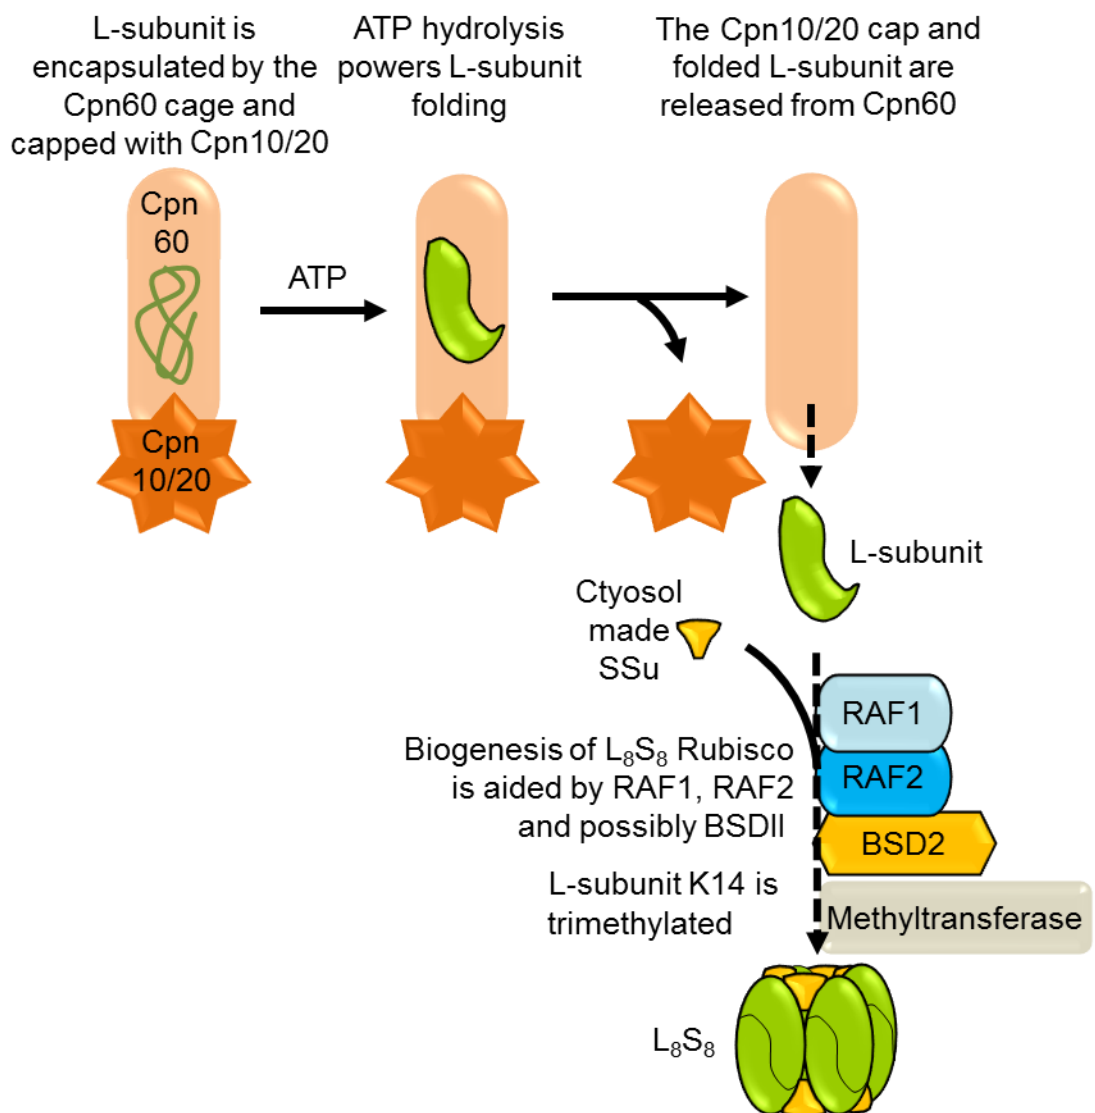 L-subunit is
encapsulated by the
Cpn60 cage and
capped with Cpn10/20
ATP hydrolysis
powers L-subunit
folding
The Cpn10/20 cap and
folded L-subunit are
released from Cpn60
Cpn
60
ATP
Cpn
10/20
L-subunit
Ctyosol
made
SSu
RAF1
RAF2
BSD2
Biogenesis of L₈S₈ Rubisco
is aided by RAF1, RAF2
and possibly BSDII
L-subunit K14 is
trimethylated
Methyltransferase
L₈S₈